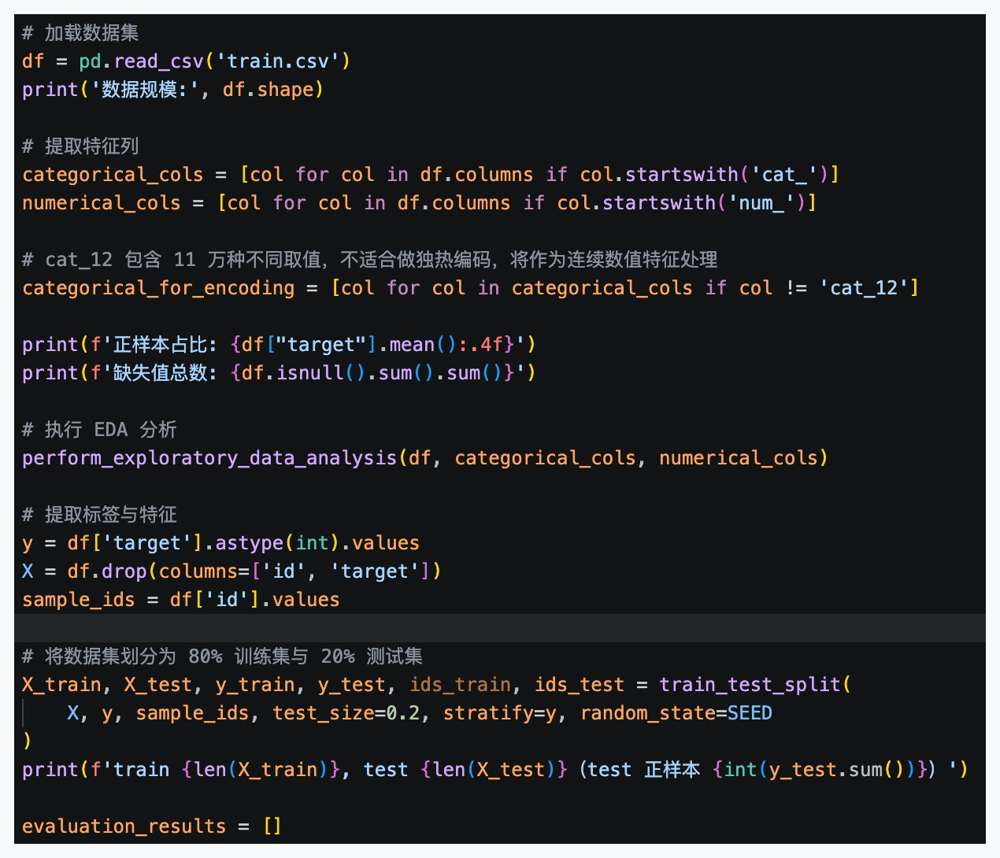 # 加载数据集
df = pd.read_csv('train.csv')
print('数据规模:', df.shape)
# 提取特征列
categorical_cols = [col for col in df.columns if col.startswith('cat_')]
numerical_cols = [col for col in df.columns if col.startswith('num_')]
# cat_12 包含 11 万种不同取值，不适合做独热编码，将作为连续数值特征处理
categorical_for_encoding = [col for col in categorical_cols if col != 'cat_12']
print(f'正样本占比: {df["target"].mean():.4f}')
print(f'缺失值总数: {df.isnull().sum().sum()}')
# 执行 EDA 分析
perform_exploratory_data_analysis(df, categorical_cols, numerical_cols)
# 提取标签与特征
y = df['target'].astype(int).values
X = df.drop(columns=['id', 'target'])
sample_ids = df['id'].values
# 将数据集划分为 80% 训练集与 20% 测试集
X_train, X_test, y_train, y_test, ids_train, ids_test = train_test_split(
    X, y, sample_ids, test_size=0.2, stratify=y, random_state=SEED
)
print(f'train {len(X_train)}, test {len(X_test)}（test 正样本 {int(y_test.sum())}）')
evaluation_results = []